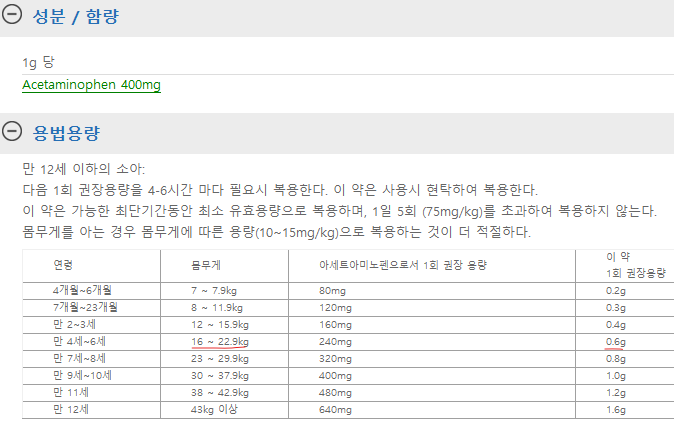 성분 / 함량
1g 당
Acetaminophen 400mg
용법용량
만 12세 이하의 소아:
다음 1회 권장용량을 4-6시간 마다 필요시 복용한다. 이 약은 사용시 현탁하여 복용한다.
이 약은 가능한 최단기간동안 최소 유효용량으로 복용하며, 1일 5회 (75mg/kg)를 초과하여 복용하지 않는다.
몸무게를 아는 경우 몸무게에 따른 용량(10~15mg/kg)으로 복용하는 것이 더 적절하다.
연령 몸무게 아세트아미노펜으로서 1회 권장 용량 이 약
1회 권장용량
4개월~6개월 7 ~ 7.9kg 80mg 0.2g
7개월~23개월 8 ~ 11.9kg 120mg 0.3g
만 2~3세 12 ~ 15.9kg 160mg 0.4g
만 4세~6세 16 ~ 22.9kg 240mg 0.6g
만 7세~8세 23 ~ 29.9kg 320mg 0.8g
만 9세~10세 30 ~ 37.9kg 400mg 1.0g
만 11세 38 ~ 42.9kg 480mg 1.2g
만 12세 43kg 이상 640mg 1.6g